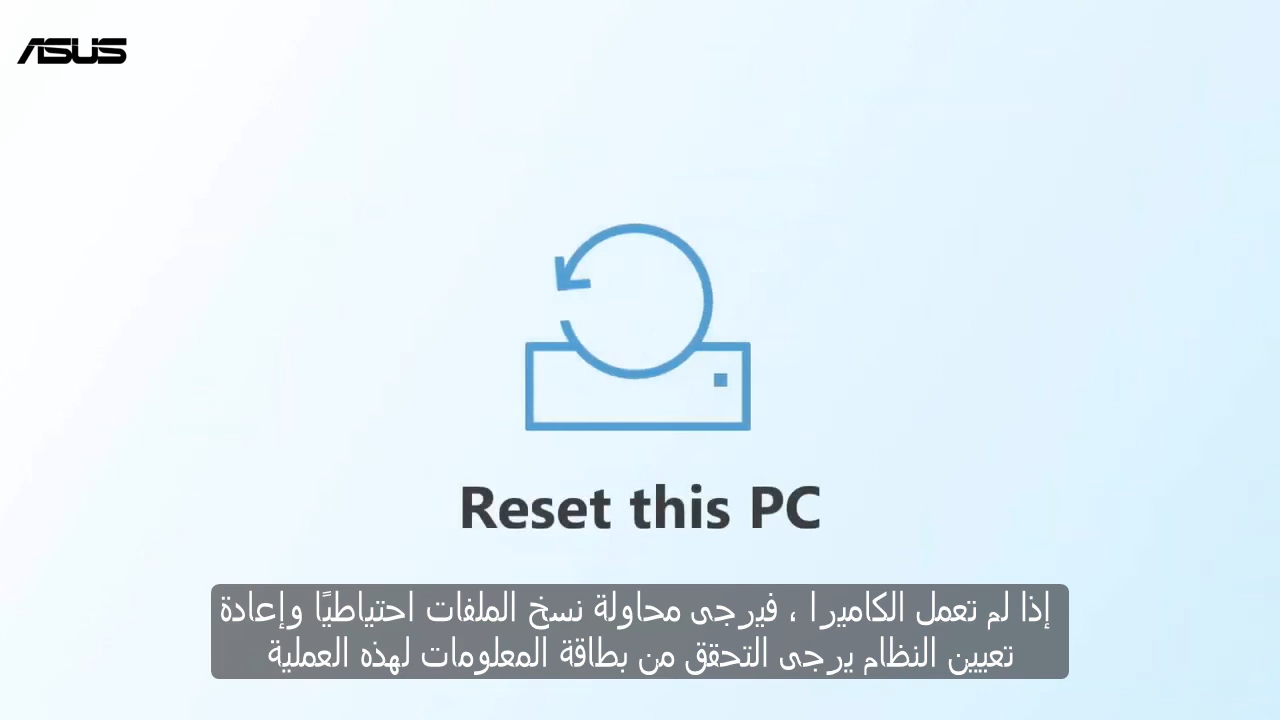 ASUS
Reset this PC
إذا لم تعمل الكاميرا ، فيرجى محاولة نسخ الملفات احتياطيًا وإعادة
تعيين النظام يرجى التحقق من بطاقة المعلومات لهذه العملية